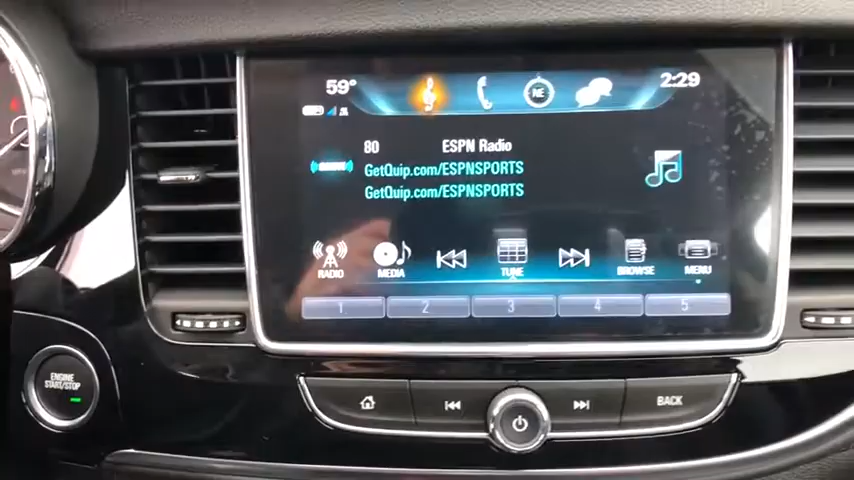 59° 2:29
NE
80 ESPN Radio
GetQuip.com/ESPNSPORTS
GetQuip.com/ESPNSPORTS
RADIO MEDIA TUNE BROWSE MENU
1 2 3 4 5
ENGINE
START/STOP
BACK